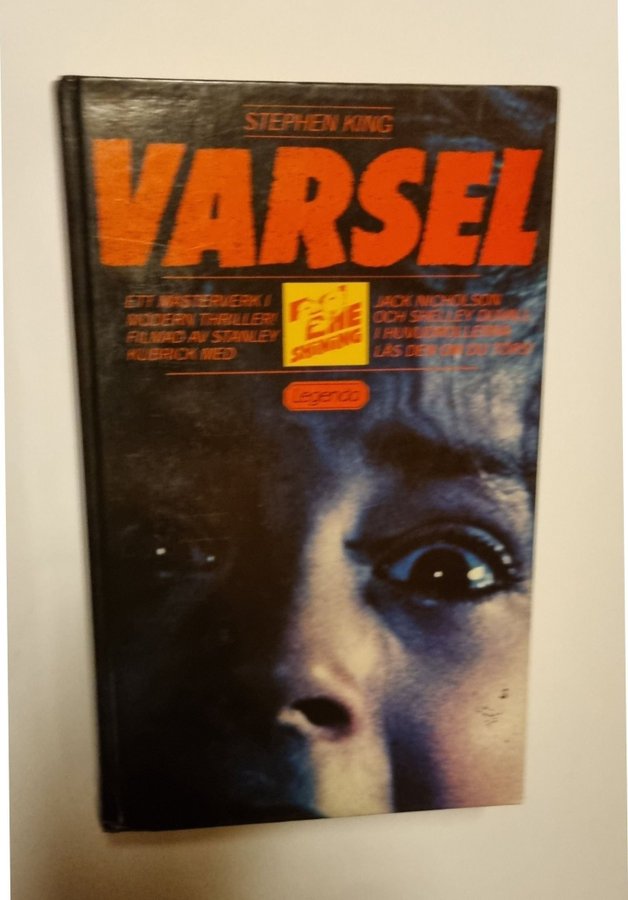 STEPHEN KING
VARSEL
ETT MÄSTERVERK I
MODERN THRILLER!
FILMAD AV STANLEY
KUBRICK MED
THE
SHINING
JACK NICHOLSON
OCH SHELLEY DUVALL
I HUVUDROLLERNA
LÄS DEN OM DU TÖRS
Legenda